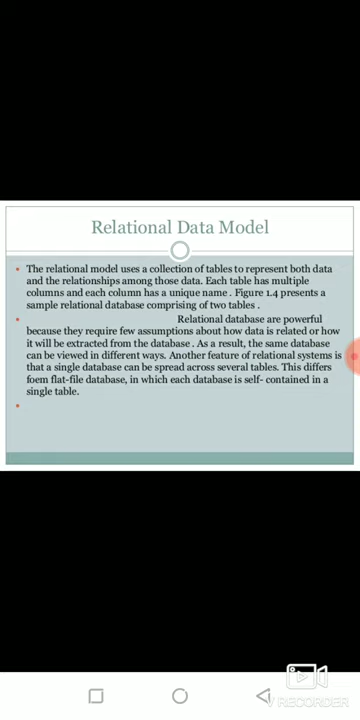 Relational Data Model
• The relational model uses a collection of tables to represent both data
and the relationships among those data. Each table has multiple
columns and each column has a unique name . Figure 1.4 presents a
sample relational database comprising of two tables .
• Relational database are powerful
because they require few assumptions about how data is related or how
it will be extracted from the database . As a result, the same database
can be viewed in different ways. Another feature of relational systems is
that a single database can be spread across several tables. This differs
foem flat-file database, in which each database is self- contained in a
single table.
•
RECORDER